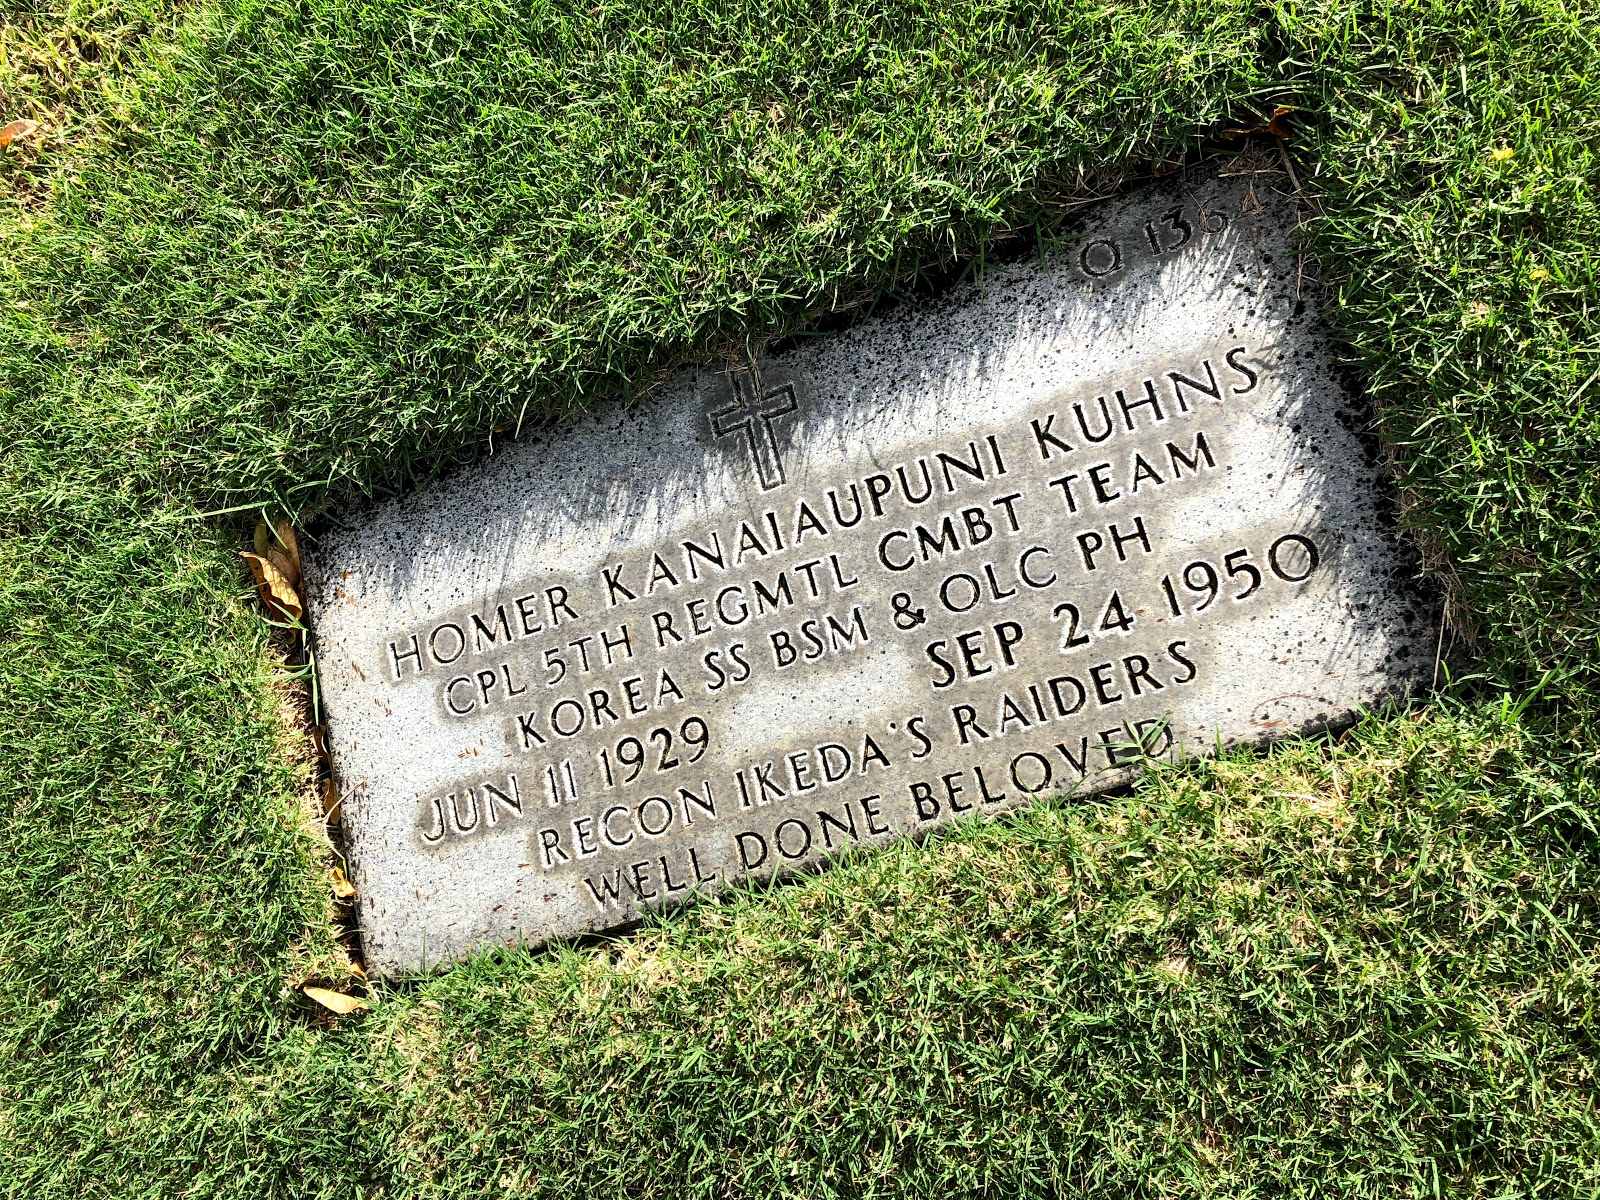 Q 136
HOMER KANAIAUPUNI KUHNS
CPL 5TH REGMTL CMBT TEAM
KOREA SS BSM & OLC PH
JUN 11 1929 SEP 24 1950
RECON IKEDA'S RAIDERS
WELL DONE BELOVED